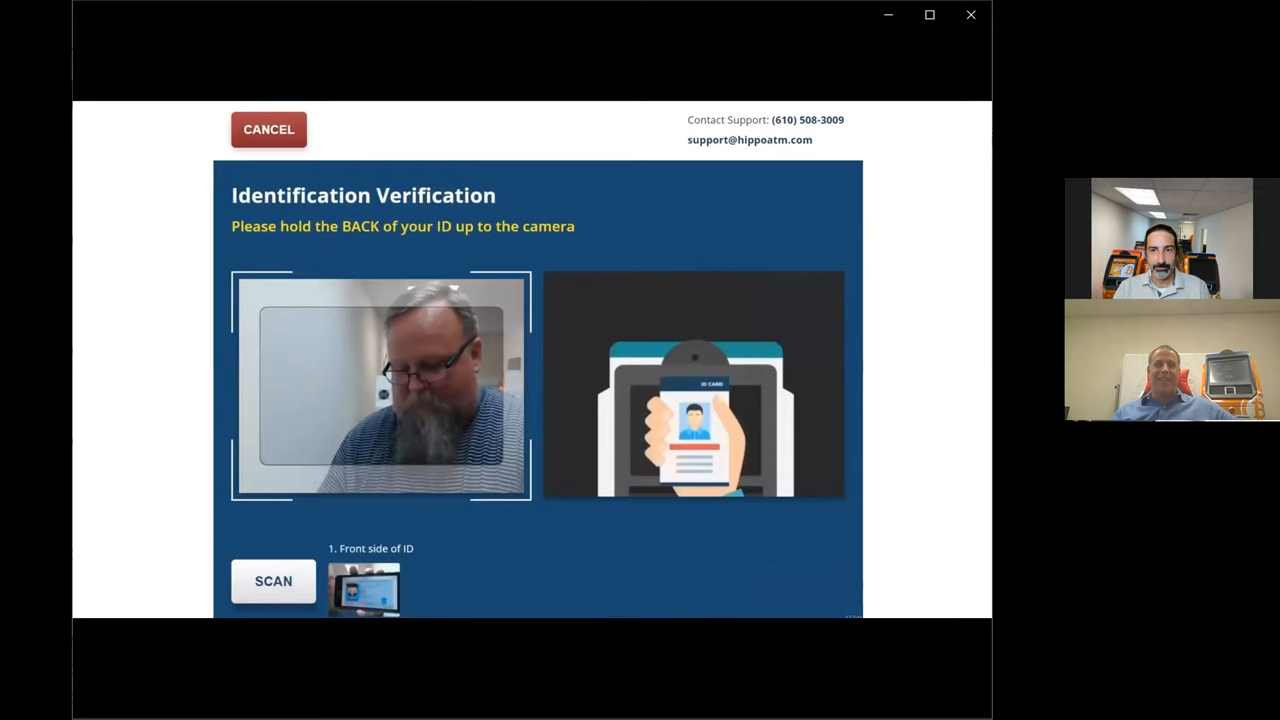 CANCEL
Contact Support: (610) 508-3009
support@hippoatm.com
Identification Verification
Please hold the BACK of your ID up to the camera
ID CARD
1. Front side of ID
SCAN